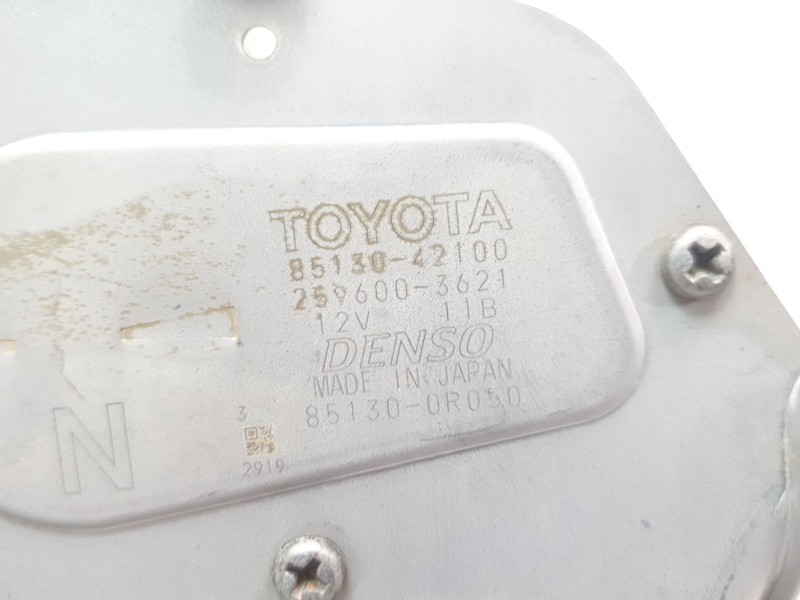 TOYOTA
85130-42100
259600-3621
12V 11B
DENSO
MADE IN JAPAN
85130-0R050
N
3
2919